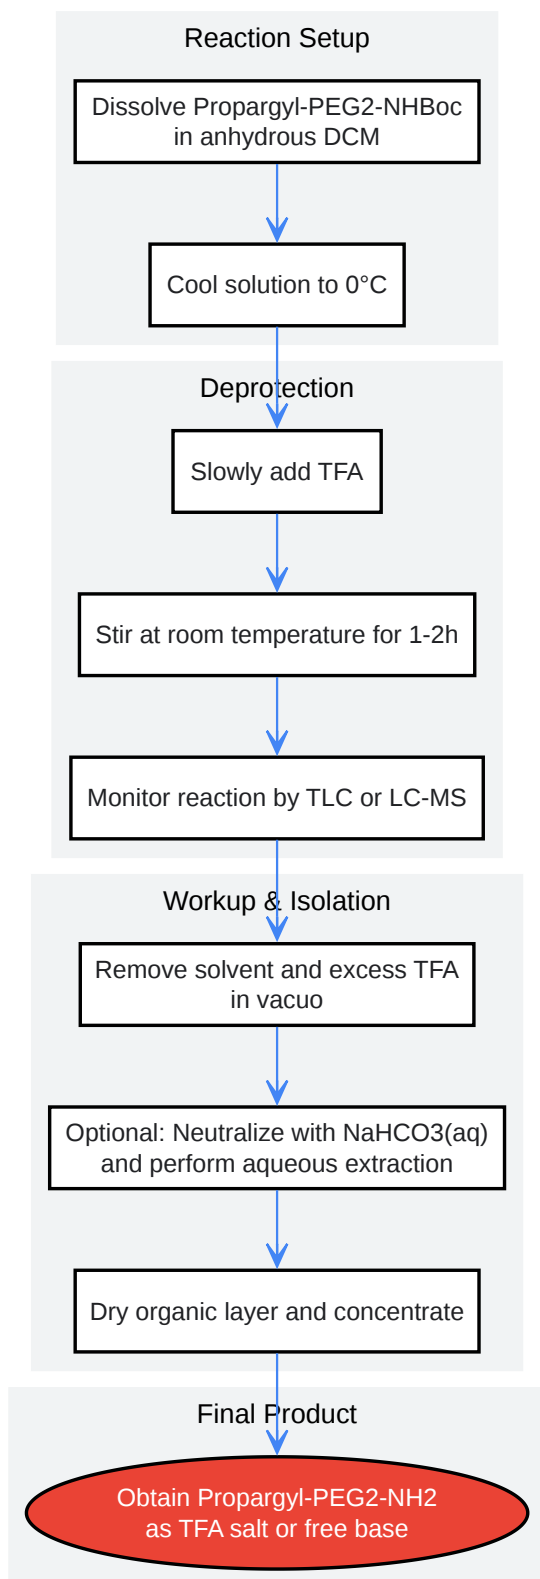 Reaction Setup
Dissolve Propargyl-PEG2-NHBoc
in anhydrous DCM
Cool solution to 0°C
Deprotection
Slowly add TFA
Stir at room temperature for 1-2h
Monitor reaction by TLC or LC-MS
Workup & Isolation
Remove solvent and excess TFA
in vacuo
Optional: Neutralize with NaHCO3(aq)
and perform aqueous extraction
Dry organic layer and concentrate
Final Product
Obtain Propargyl-PEG2-NH2
as TFA salt or free base